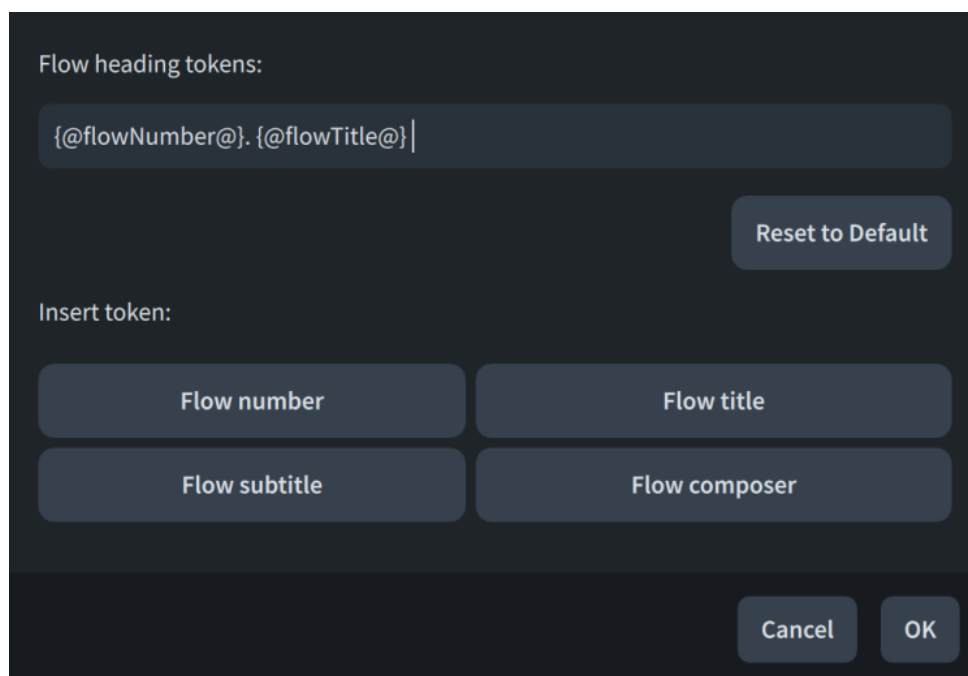 Flow heading tokens:
{@flowNumber@}. {@flowTitle@}
Reset to Default
Insert token:
Flow number
Flow title
Flow subtitle
Flow composer
Cancel
OK